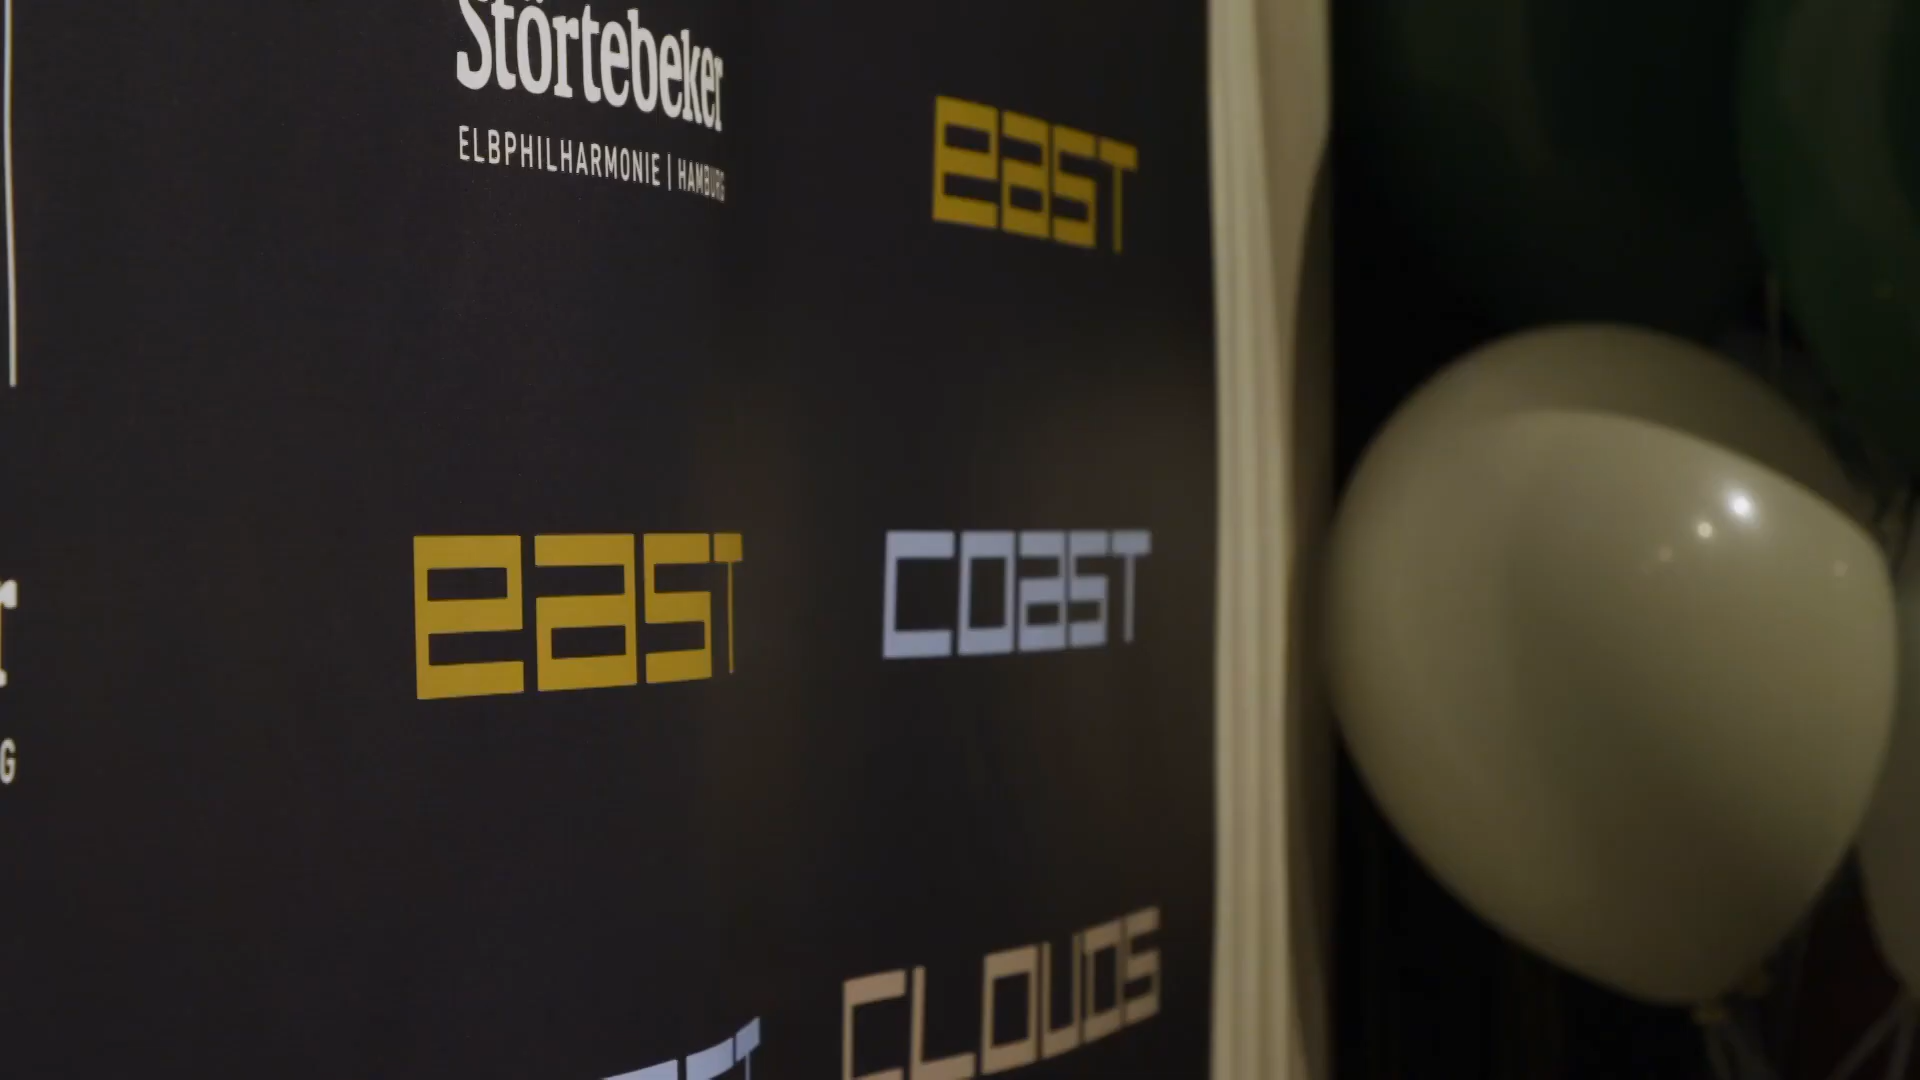 Störtebeker
ELBPHILHARMONIE | HAMBURG
east
east
coast
CLOUDS